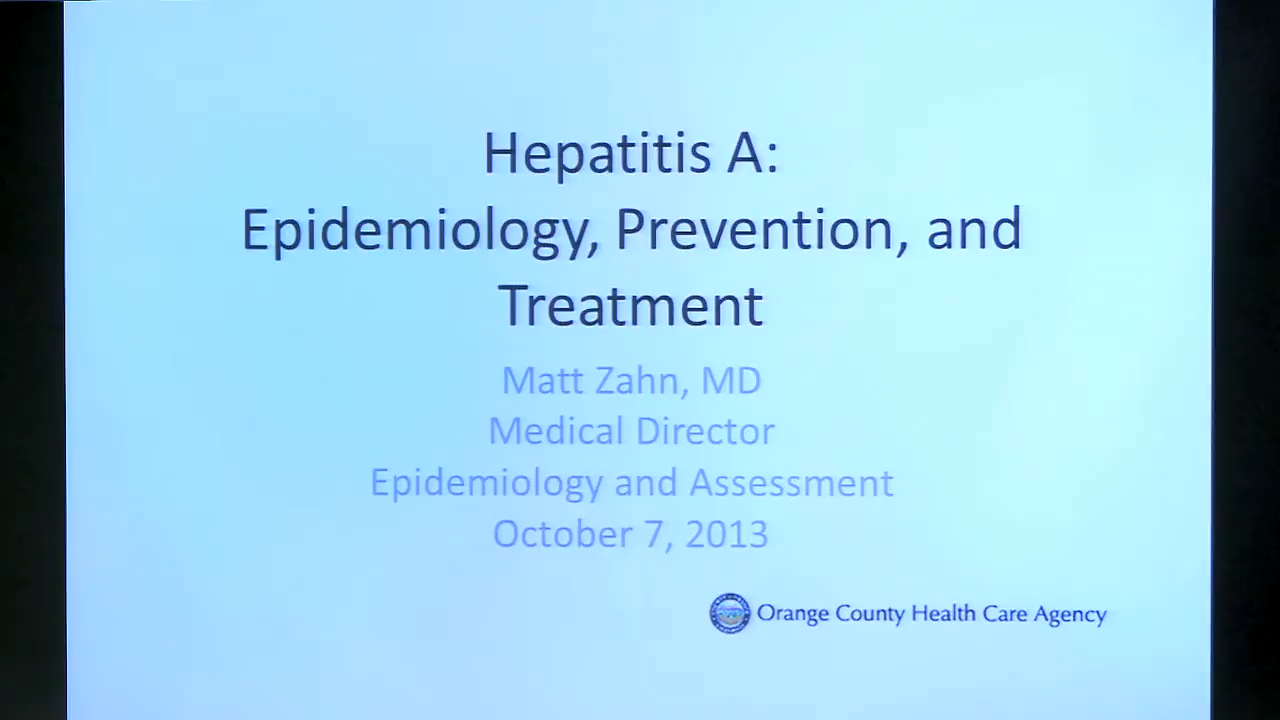 Hepatitis A:
Epidemiology, Prevention, and
Treatment
Matt Zahn, MD
Medical Director
Epidemiology and Assessment
October 7, 2013
Orange County Health Care Agency